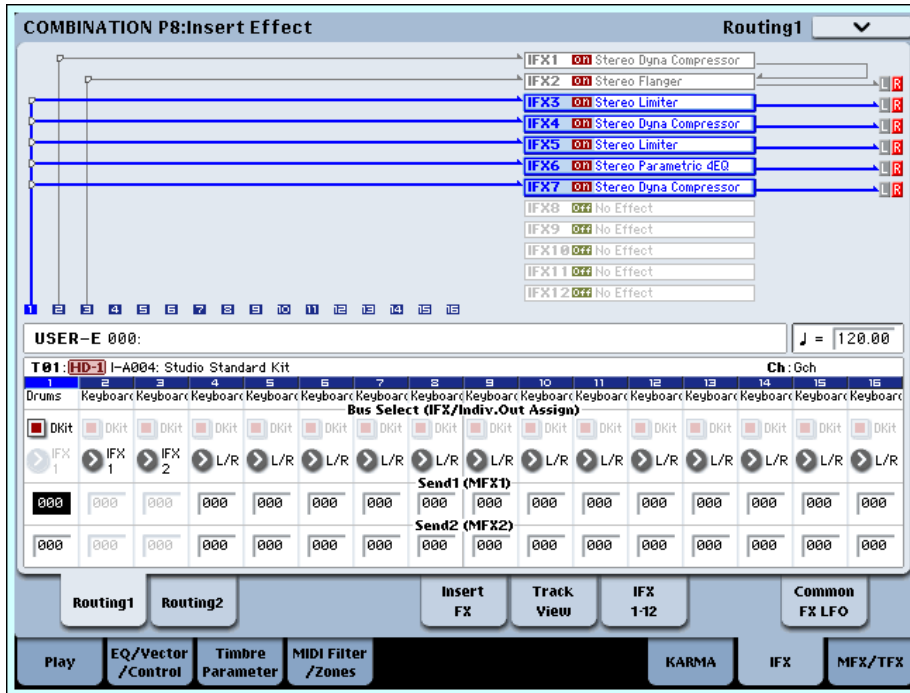 COMBINATION P8:Insert Effect Routing1
IFX1 On Stereo Dyna Compressor
IFX2 On Stereo Flanger L R
IFX3 On Stereo Limiter L R
IFX4 On Stereo Dyna Compressor L R
IFX5 On Stereo Limiter L R
IFX6 On Stereo Parametric 4EQ L R
IFX7 On Stereo Dyna Compressor L R
IFX8 Off No Effect
IFX9 Off No Effect
IFX10 Off No Effect
IFX11 Off No Effect
IFX12 Off No Effect
1 2 3 4 5 6 7 8 9 10 11 12 13 14 15 16
USER-E 000: ♩ = 120.00
T01: HD-1 I-A004: Studio Standard Kit Ch:Gch
1 2 3 4 5 6 7 8 9 10 11 12 13 14 15 16
Drums Keyboard Keyboard Keyboard Keyboard Keyboard Keyboard Keyboard Keyboard Keyboard Keyboard Keyboard Keyboard Keyboard Keyboard Keyboard
Bus Select (IFX/Indiv.Out Assign)
DKit DKit DKit DKit DKit DKit DKit DKit DKit DKit DKit DKit DKit DKit DKit DKit
IFX 1 IFX 1 IFX 2 L/R L/R L/R L/R L/R L/R L/R L/R L/R L/R L/R L/R L/R
Send1 (MFX1)
000 000 000 000 000 000 000 000 000 000 000 000 000 000 000 000
Send2 (MFX2)
000 000 000 000 000 000 000 000 000 000 000 000 000 000 000 000
Routing1 Routing2 Insert FX Track View IFX 1-12 Common FX LFO
Play EQ/Vector /Control Timbre Parameter MIDI Filter /Zones KARMA IFX MFX/TFX